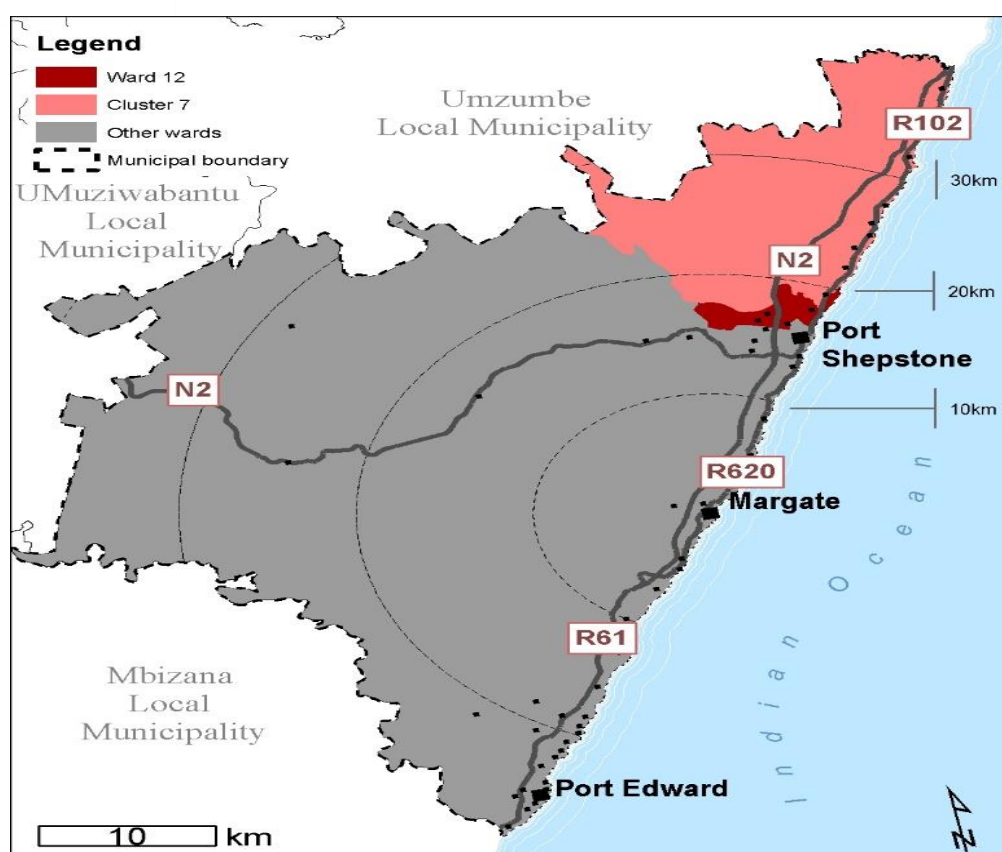 Legend
Ward 12
Cluster 7
Other wards
Municipal boundary
Umzumbe
Local Municipality
R102
UMuziwabantu
Local
Municipality
30km
N2
20km
Port
Shepstone
N2
10km
R620
Margate
Indian Ocean
R61
Mbizana
Local
Municipality
Port Edward
10 km
N